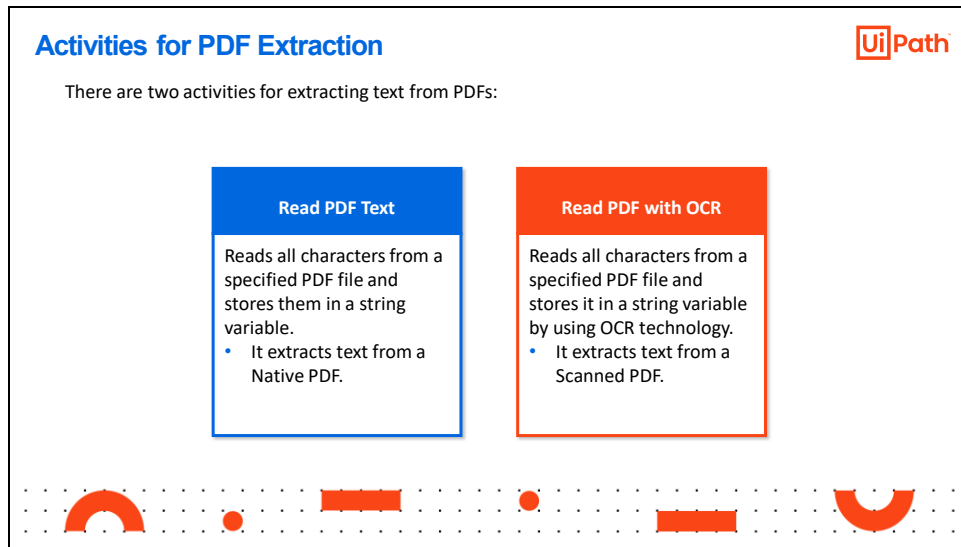 Activities for PDF Extraction
UiPath
There are two activities for extracting text from PDFs:
Read PDF Text
Reads all characters from a
specified PDF file and
stores them in a string
variable.
• It extracts text from a
Native PDF.
Read PDF with OCR
Reads all characters from a
specified PDF file and
stores it in a string variable
by using OCR technology.
• It extracts text from a
Scanned PDF.